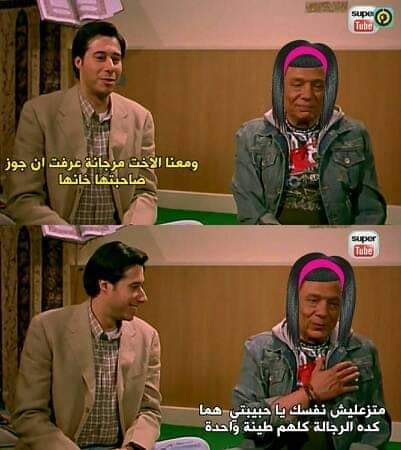 super
Tube
ومعنا الأخت مرجانة عرفت ان جوز
صاحبتها خانها
super
Tube
متزعليش نفسك يا حبيبتي هما
كده الرجالة كلهم طينة واحدة